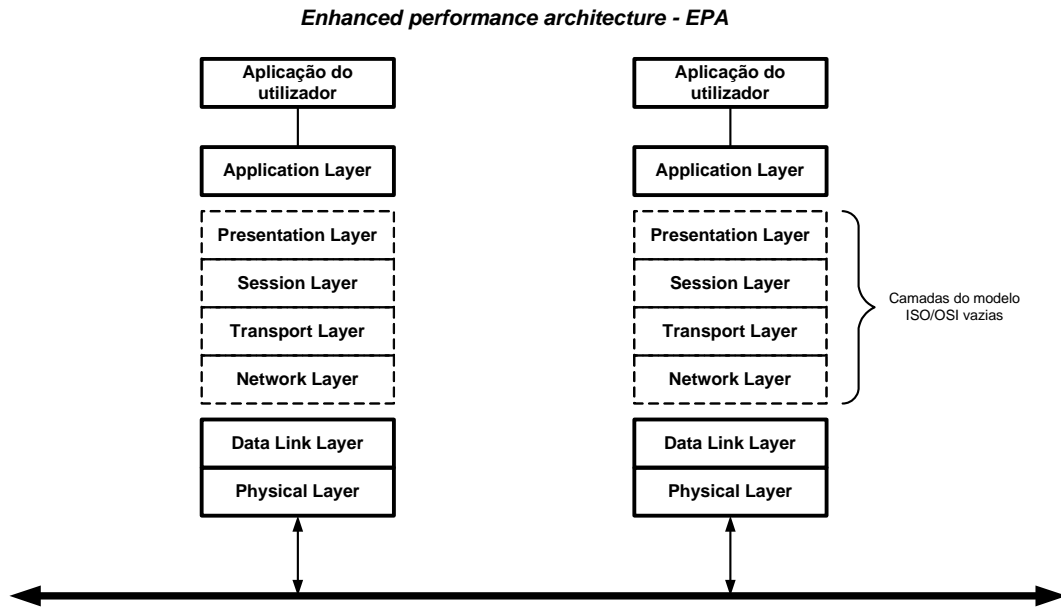 Enhanced performance architecture - EPA
Aplicação do
utilizador
Application Layer
Presentation Layer
Session Layer
Transport Layer
Network Layer
Data Link Layer
Physical Layer
Aplicação do
utilizador
Application Layer
Presentation Layer
Session Layer
Transport Layer
Network Layer
Data Link Layer
Physical Layer
Camadas do modelo
ISO/OSI vazias